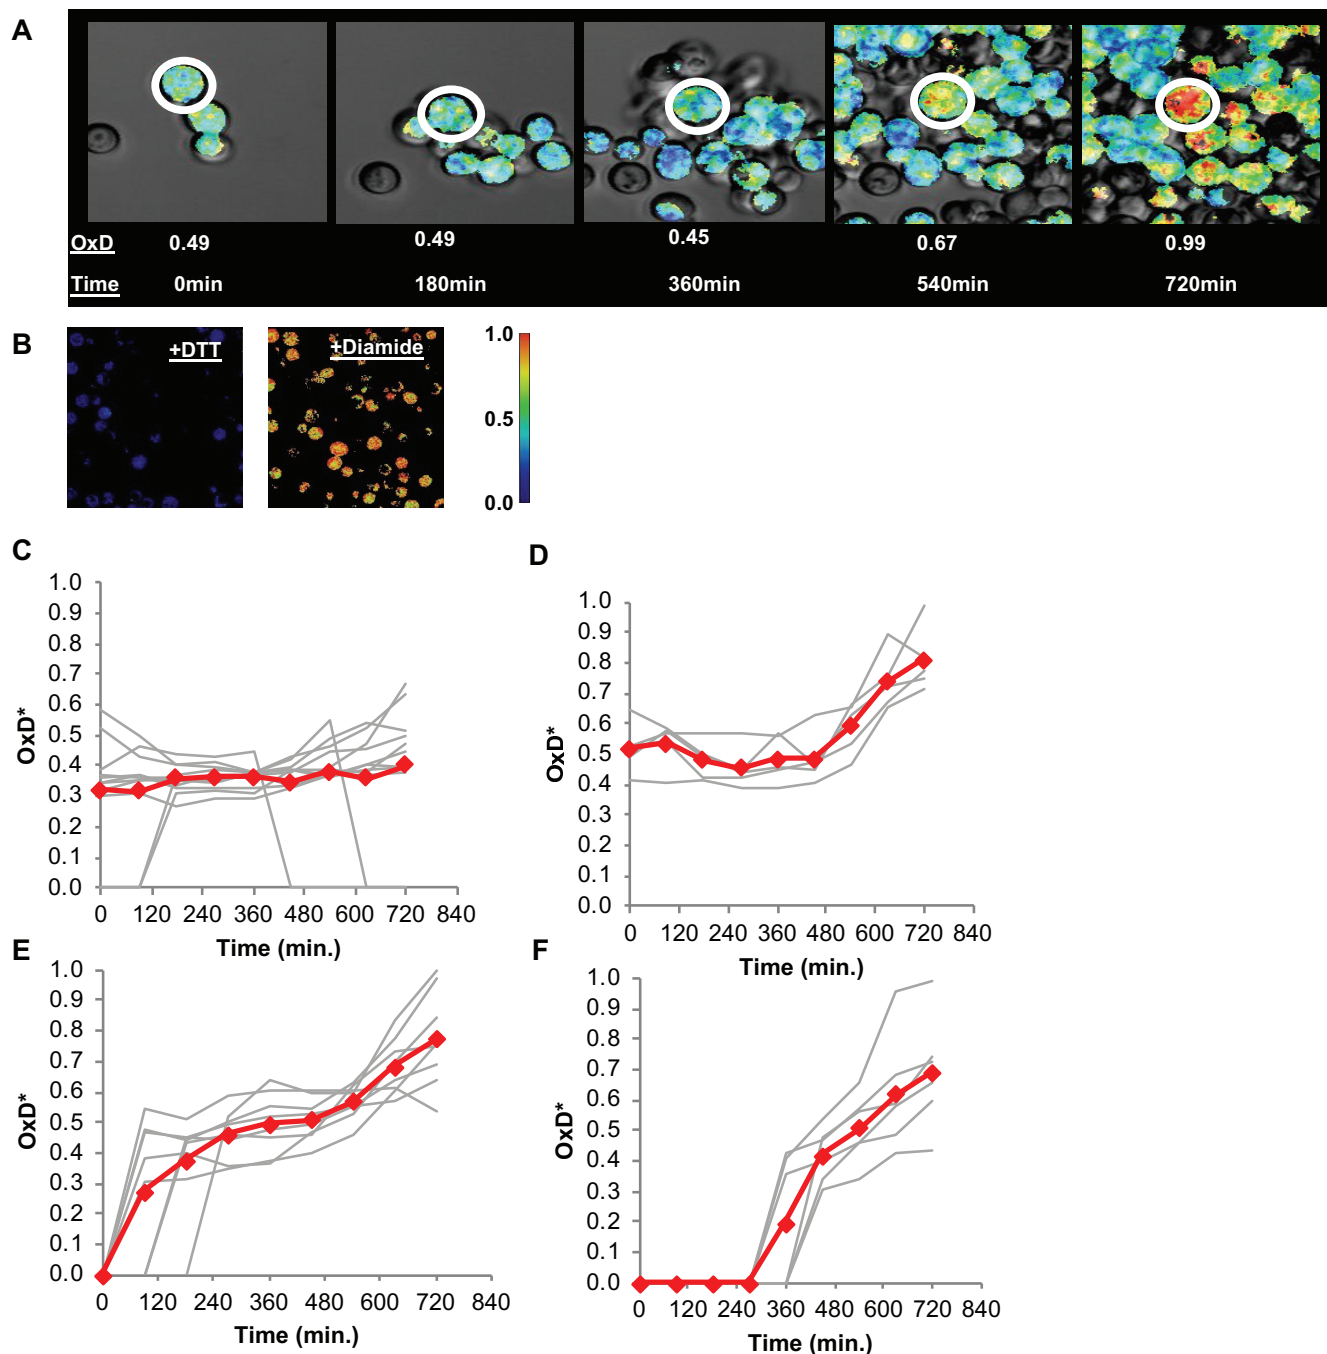 A
OxD 0.49 0.49 0.45 0.67 0.99
Time 0min 180min 360min 540min 720min
B
+DTT
+Diamide
1.0
0.5
0.0
C
1.0
0.9
0.8
0.7
0.6
0.5
0.4
0.3
0.2
0.1
0.0
OxD*
0 120 240 360 480 600 720 840
Time (min.)
D
1.0
0.9
0.8
0.7
0.6
0.5
0.4
0.3
0.2
0.1
0.0
OxD*
0 120 240 360 480 600 720 840
Time (min.)
E
1.0
0.9
0.8
0.7
0.6
0.5
0.4
0.3
0.2
0.1
0.0
OxD*
0 120 240 360 480 600 720 840
Time (min.)
F
1.0
0.9
0.8
0.7
0.6
0.5
0.4
0.3
0.2
0.1
0.0
OxD*
0 120 240 360 480 600 720 840
Time (min.)